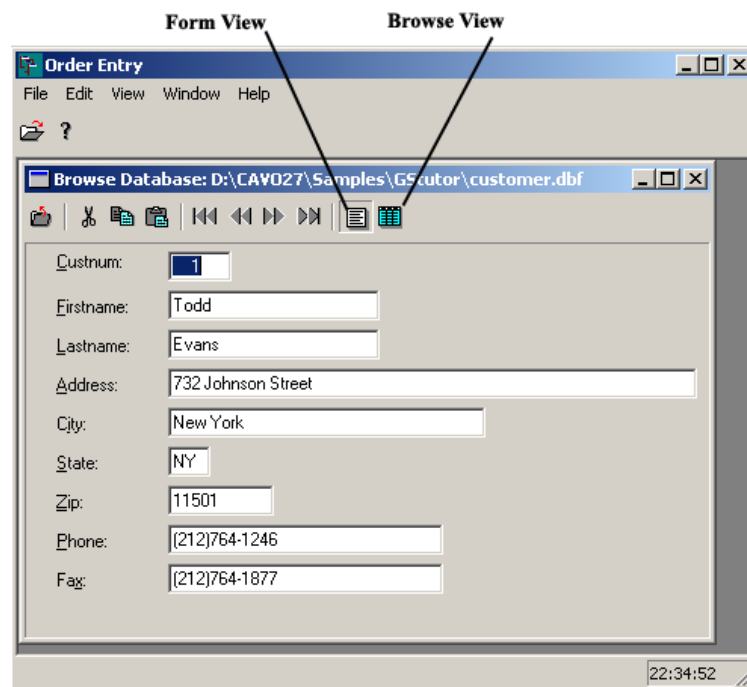 Form View Browse View
Order Entry
File Edit View Window Help
Browse Database: D:\CAVO27\Samples\GStutor\customer.dbf
Custnum: 1
Firstname: Todd
Lastname: Evans
Address: 732 Johnson Street
City: New York
State: NY
Zip: 11501
Phone: (212)764-1246
Fax: (212)764-1877
22:34:52